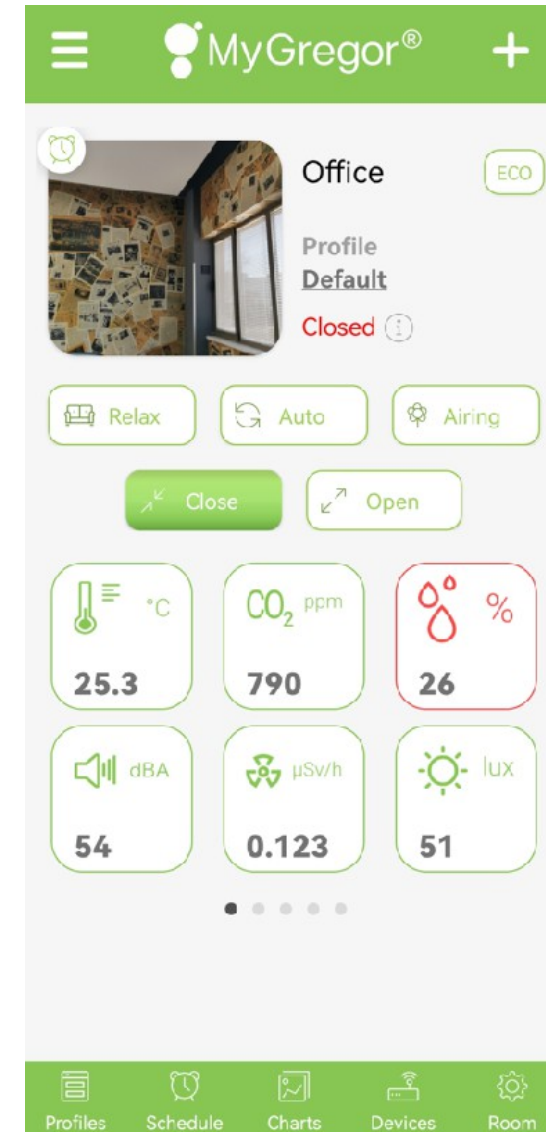 MyGregor®
Office
ECO
Profile
Default
Closed
Relax
Auto
Airing
Close
Open
°C
CO₂ ppm
%
25.3
790
26
dBA
µSv/h
lux
54
0.123
51
Profiles
Schedule
Charts
Devices
Room